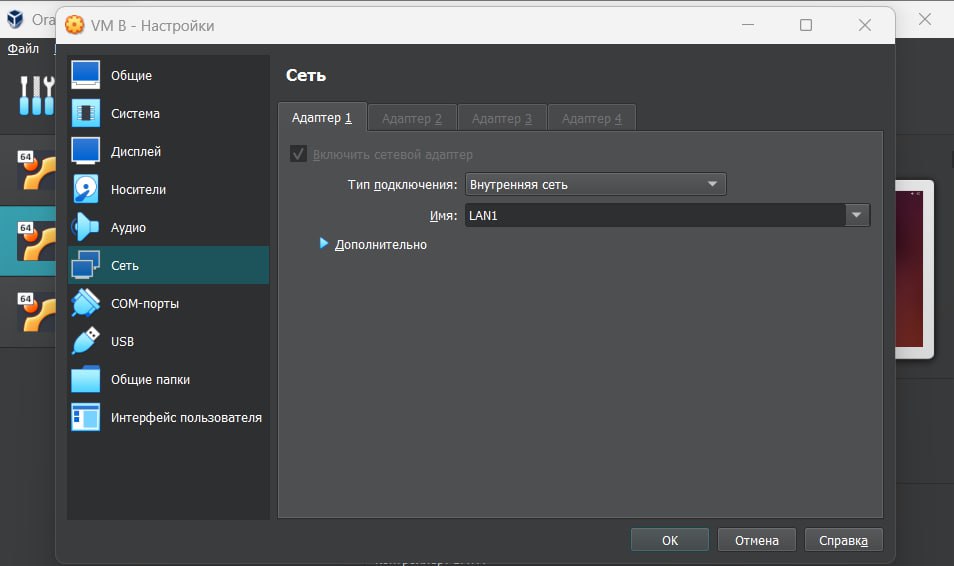 Ora
VM B - Настройки
Файл
64
64
64
Общие
Система
Дисплей
Носители
Аудио
Сеть
COM-порты
USB
Общие папки
Интерфейс пользователя
Сеть
Адаптер 1
Адаптер 2
Адаптер 3
Адаптер 4
Включить сетевой адаптер
Тип подключения: Внутренняя сеть
Имя: LAN1
Дополнительно
OK
Отмена
Справка